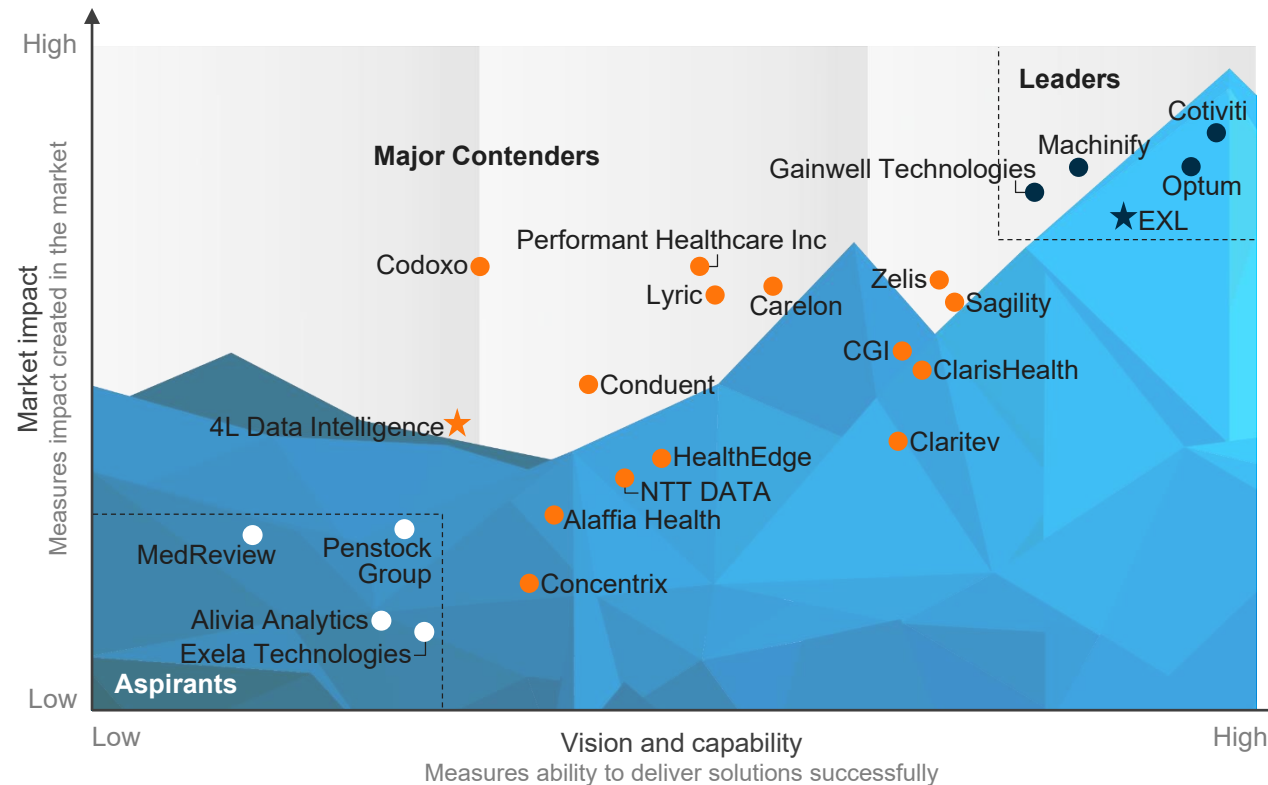 High
Leaders
Cotiviti
Machinify
Major Contenders
Gainwell Technologies
Optum
EXL
Performant Healthcare Inc
Codoxo
Zelis
Lyric
Carelon
Sagility
CGI
ClarisHealth
Conduent
4L Data Intelligence
Claritev
HealthEdge
NTT DATA
Alaffia Health
MedReview
Penstock
Group
Concentrix
Alivia Analytics
Exela Technologies
Aspirants
Market impact
Measures impact created in the market
Low
Low
Vision and capability
High
Measures ability to deliver solutions successfully